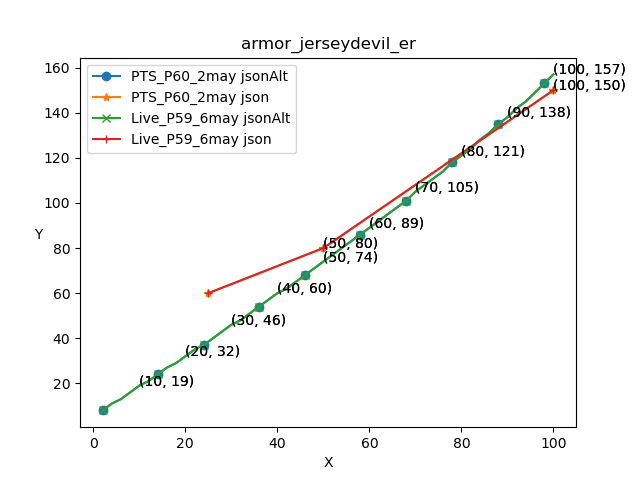 armor_jerseydevil_er
PTS_P60_2may jsonAlt
PTS_P60_2may json
Live_P59_6may jsonAlt
Live_P59_6may json
(100, 157)
(100, 150)
(90, 138)
(80, 121)
(70, 105)
(60, 89)
(50, 80)
(50, 74)
(40, 60)
(30, 46)
(20, 32)
(10, 19)
160
140
120
100
80
60
40
20
Y
0 20 40 60 80 100
X